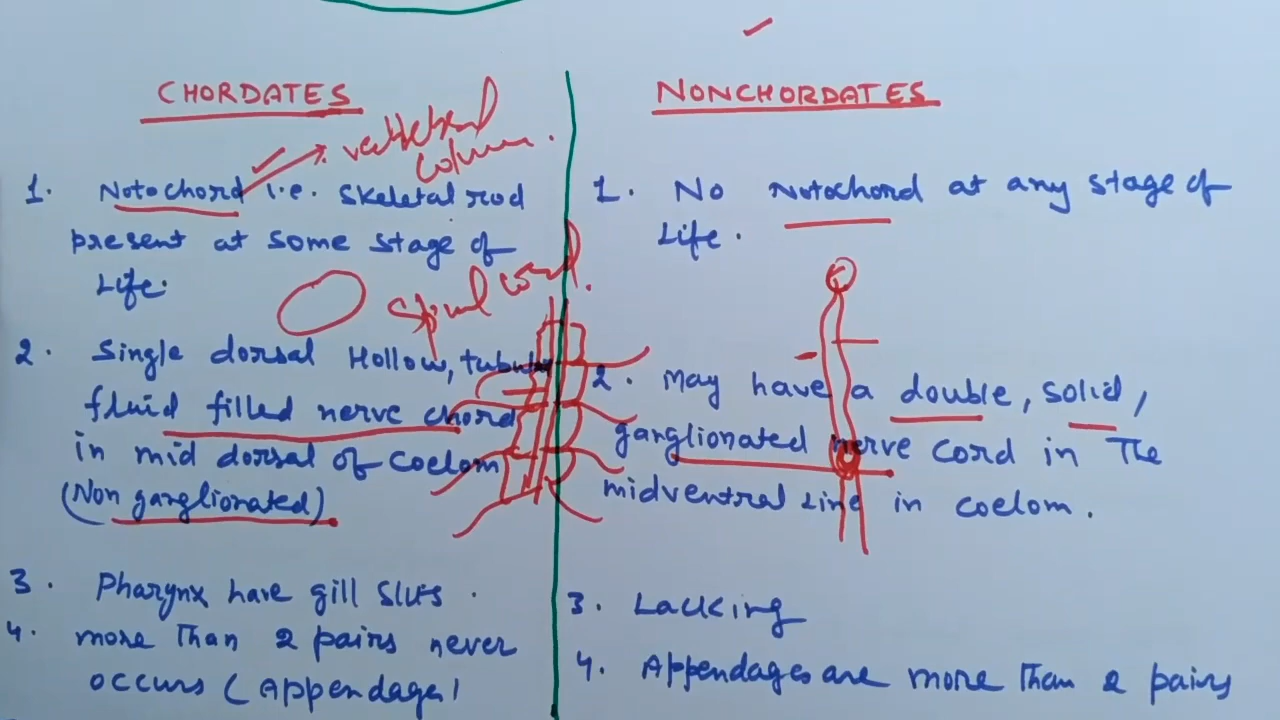 CHORDATES
vertebral
column.
1. Notochord i.e. skeletal rod
present at some stage of
Life.
spinal cord.
2. Single dorsal Hollow, tubular
fluid filled nerve chord
in mid dorsal of coelom
(Non ganglionated)
3. Pharynx have gill slits.
4. more Than 2 pairs never
occurs (Appendages)
NONCHORDATES
1. No Notochord at any stage of
Life.
2. May have a double, solid,
ganglionated nerve cord in The
midventral Line in coelom.
3. Lacking
4. Appendages are more Than 2 pairs